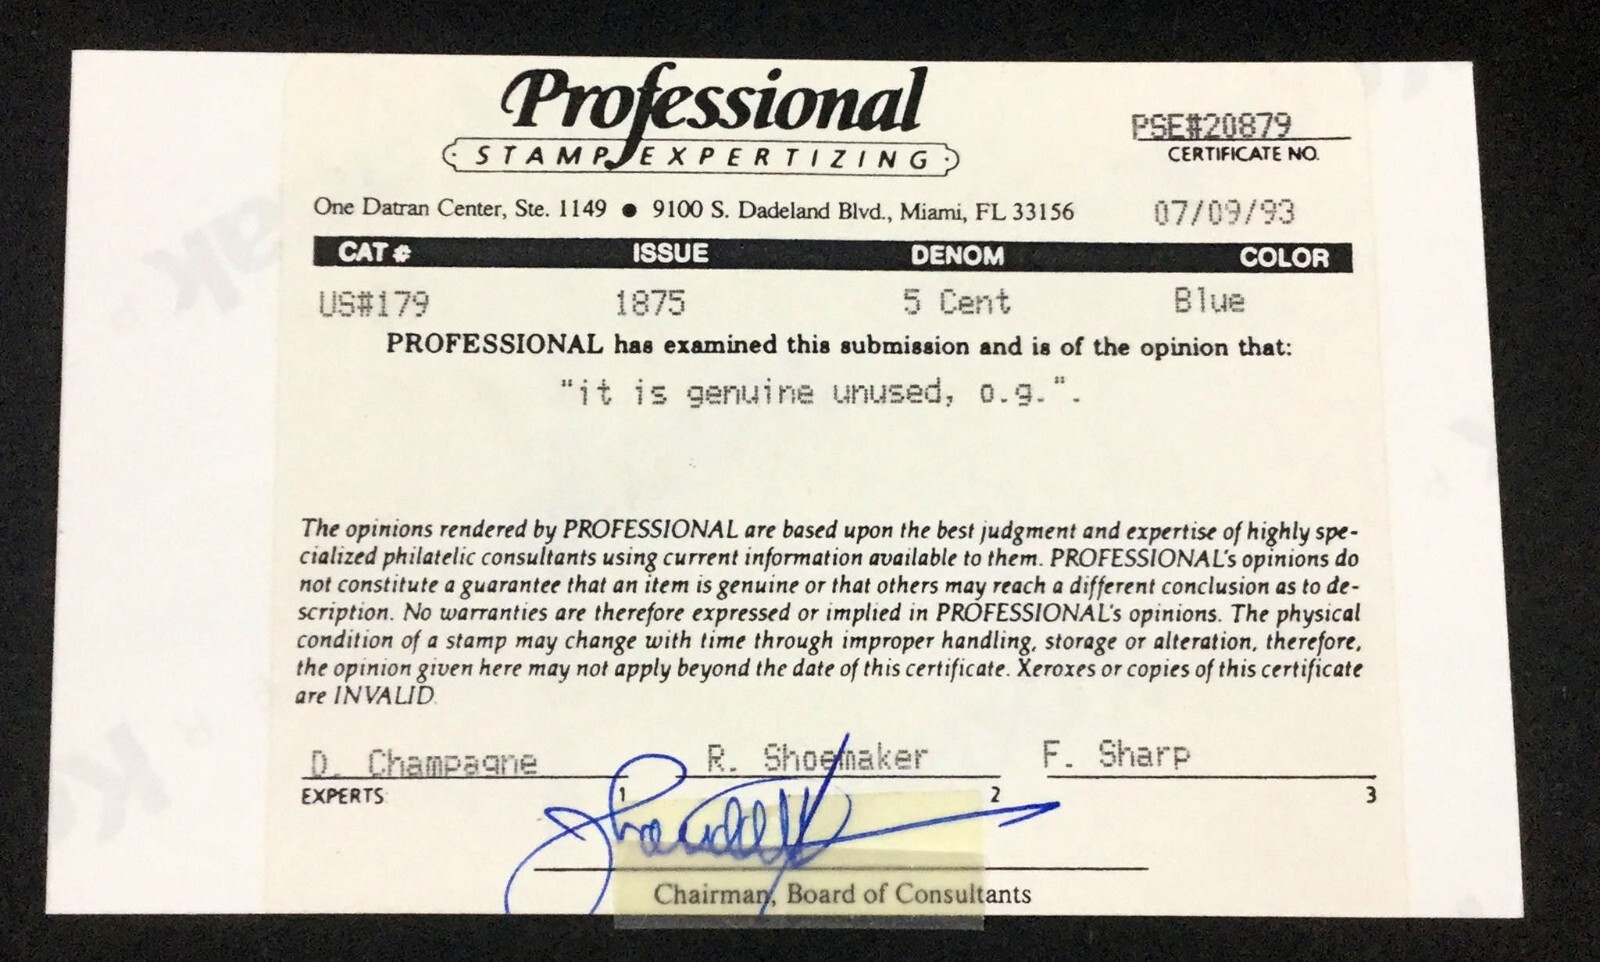 Professional
STAMP EXPERTIZING
PSE#20879
CERTIFICATE NO.
One Datran Center, Ste. 1149 ● 9100 S. Dadeland Blvd., Miami, FL 33156
07/09/93
CAT # ISSUE DENOM COLOR
US#179 1875 5 Cent Blue
PROFESSIONAL has examined this submission and is of the opinion that:
"it is genuine unused, o.g.".
The opinions rendered by PROFESSIONAL are based upon the best judgment and expertise of highly spe-
cialized philatelic consultants using current information available to them. PROFESSIONAL's opinions do
not constitute a guarantee that an item is genuine or that others may reach a different conclusion as to de-
scription. No warranties are therefore expressed or implied in PROFESSIONAL's opinions. The physical
condition of a stamp may change with time through improper handling, storage or alteration, therefore,
the opinion given here may not apply beyond the date of this certificate. Xeroxes or copies of this certificate
are INVALID.
D. Champagne R. Shoemaker F. Sharp
EXPERTS: 1 2 3
Chairman, Board of Consultants